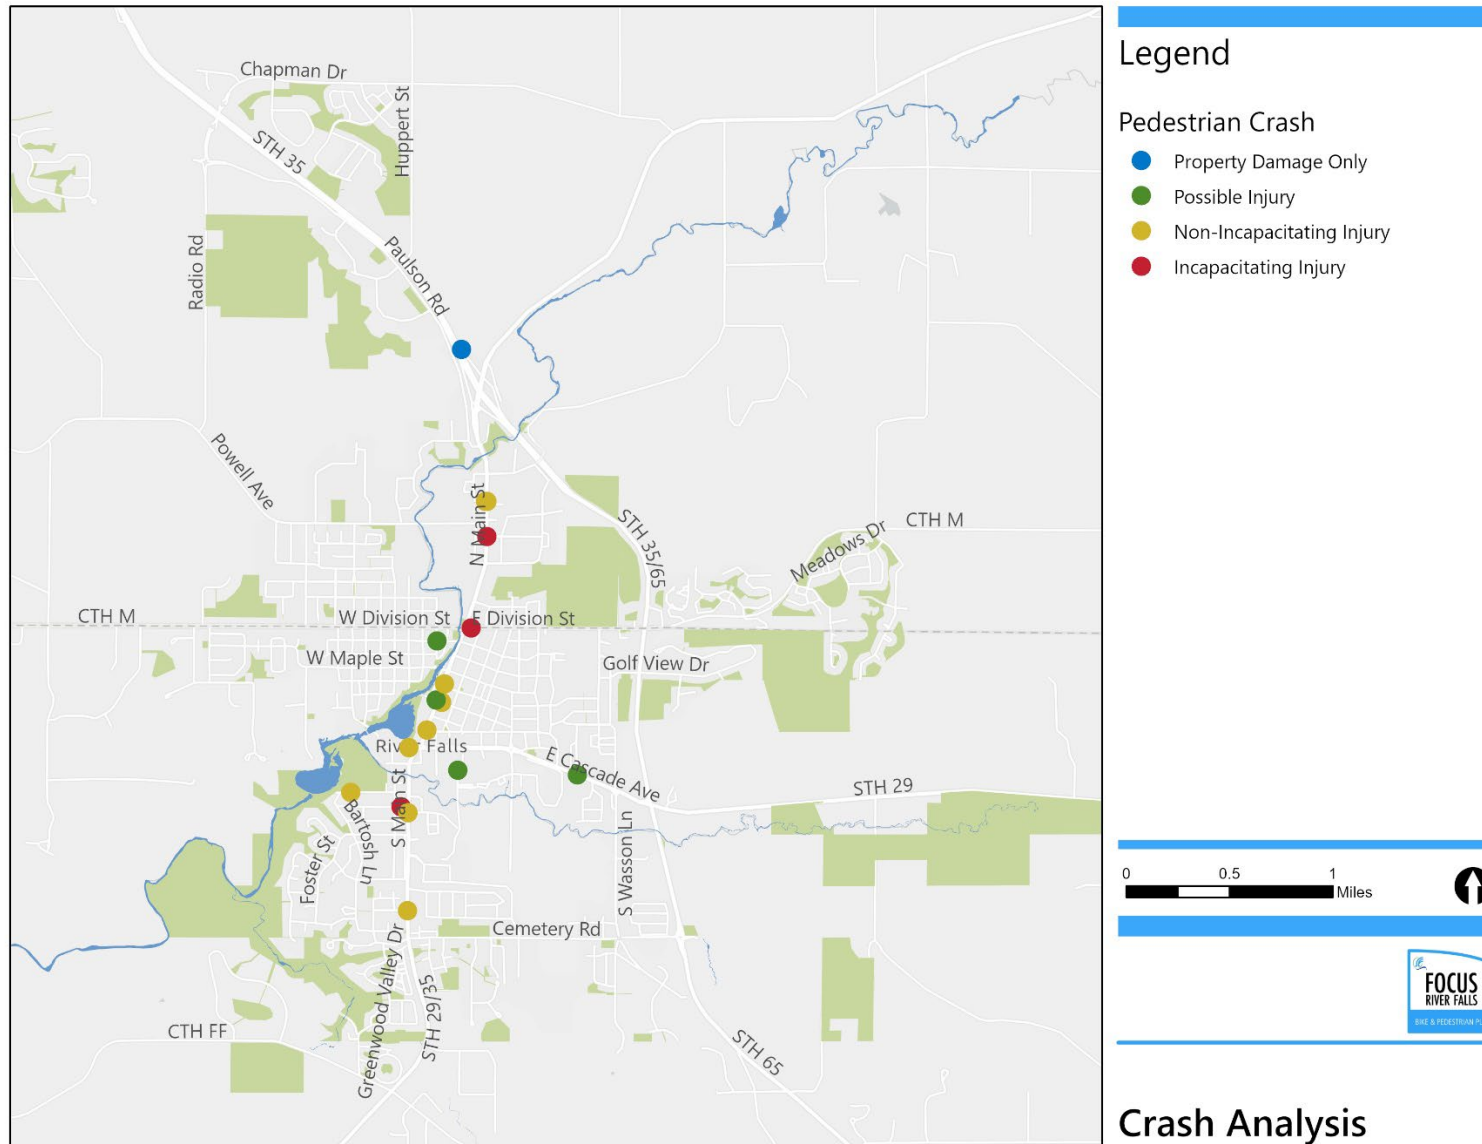 Chapman Dr
Huppert St
STH 35
Radio Rd
Paulson Rd
Powell Ave
N Main St
STH 35/65
Meadows Dr
CTH M
CTH M
W Division St
E Division St
W Maple St
Golf View Dr
River Falls
E Cascade Ave
STH 29
S Main St
Bartosh Ln
Foster St
S Wasson Ln
Cemetery Rd
Greenwood Valley Dr
STH 29/35
CTH FF
STH 65
Legend
Pedestrian Crash
Property Damage Only
Possible Injury
Non-Incapacitating Injury
Incapacitating Injury
0 0.5 1
Miles
FOCUS
RIVER FALLS
BIKE & PEDESTRIAN
Crash Analysis